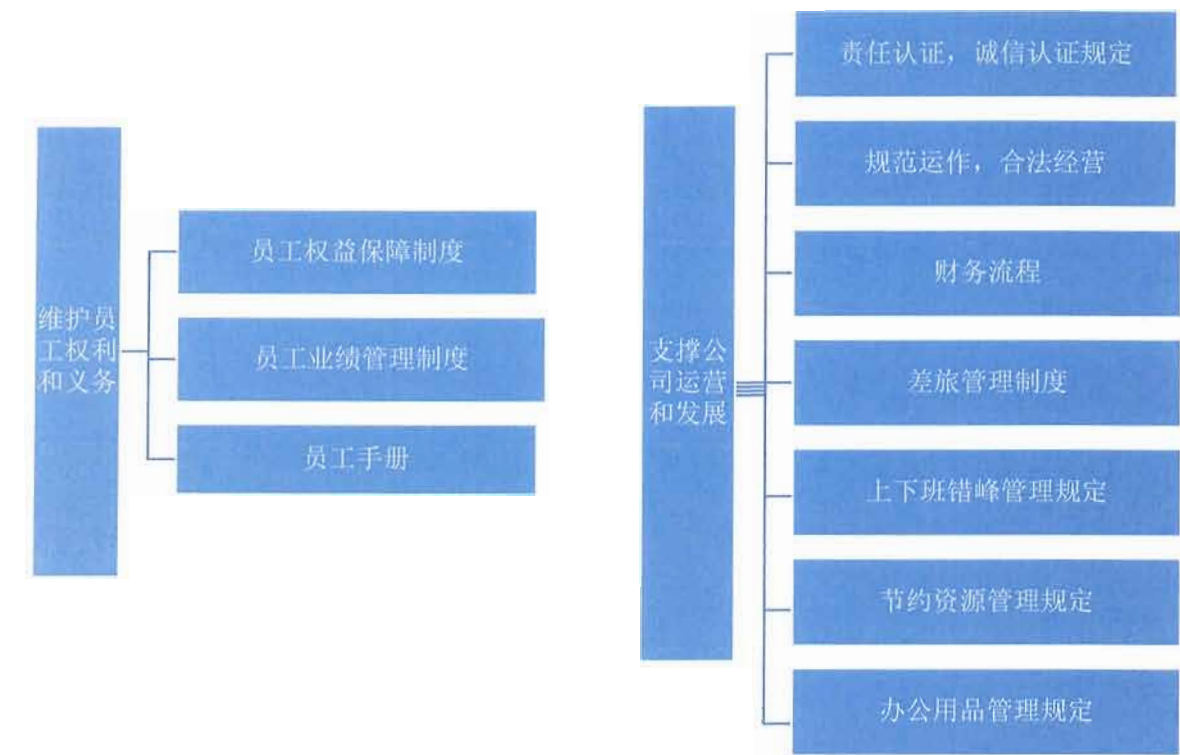 维护员
工权利
和义务
员工权益保障制度
员工业绩管理制度
员工手册
支撑公
司运营
和发展
责任认证，诚信认证规定
规范运作，合法经营
财务流程
差旅管理制度
上下班错峰管理规定
节约资源管理规定
办公用品管理规定